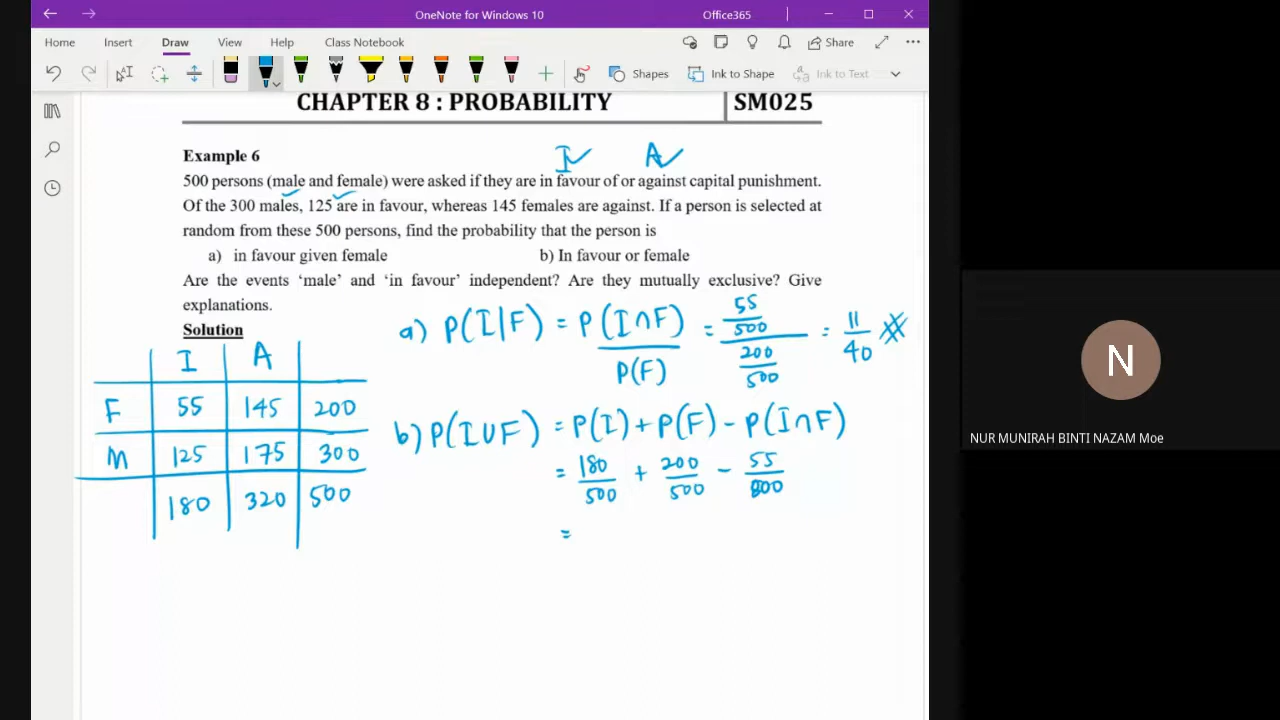 OneNote for Windows 10
Office365
Home Insert Draw View Help Class Notebook
Share
Shapes Ink to Shape Ink to Text
CHAPTER 8 : PROBABILITY SM025
Example 6
I A
500 persons (male and female) were asked if they are in favour of or against capital punishment.
Of the 300 males, 125 are in favour, whereas 145 females are against. If a person is selected at
random from these 500 persons, find the probability that the person is
a) in favour given female b) In favour or female
Are the events ‘male’ and ‘in favour’ independent? Are they mutually exclusive? Give
explanations.
Solution
I A
F 55 145 200
M 125 175 300
180 320 500
a) P(I|F) = P(I∩F)/P(F) = (55/500)/(200/500) = 11/40
b) P(I∪F) = P(I) + P(F) - P(I∩F)
= 180/500 + 200/500 - 55/500
=
N
NUR MUNIRAH BINTI NAZAM Moe